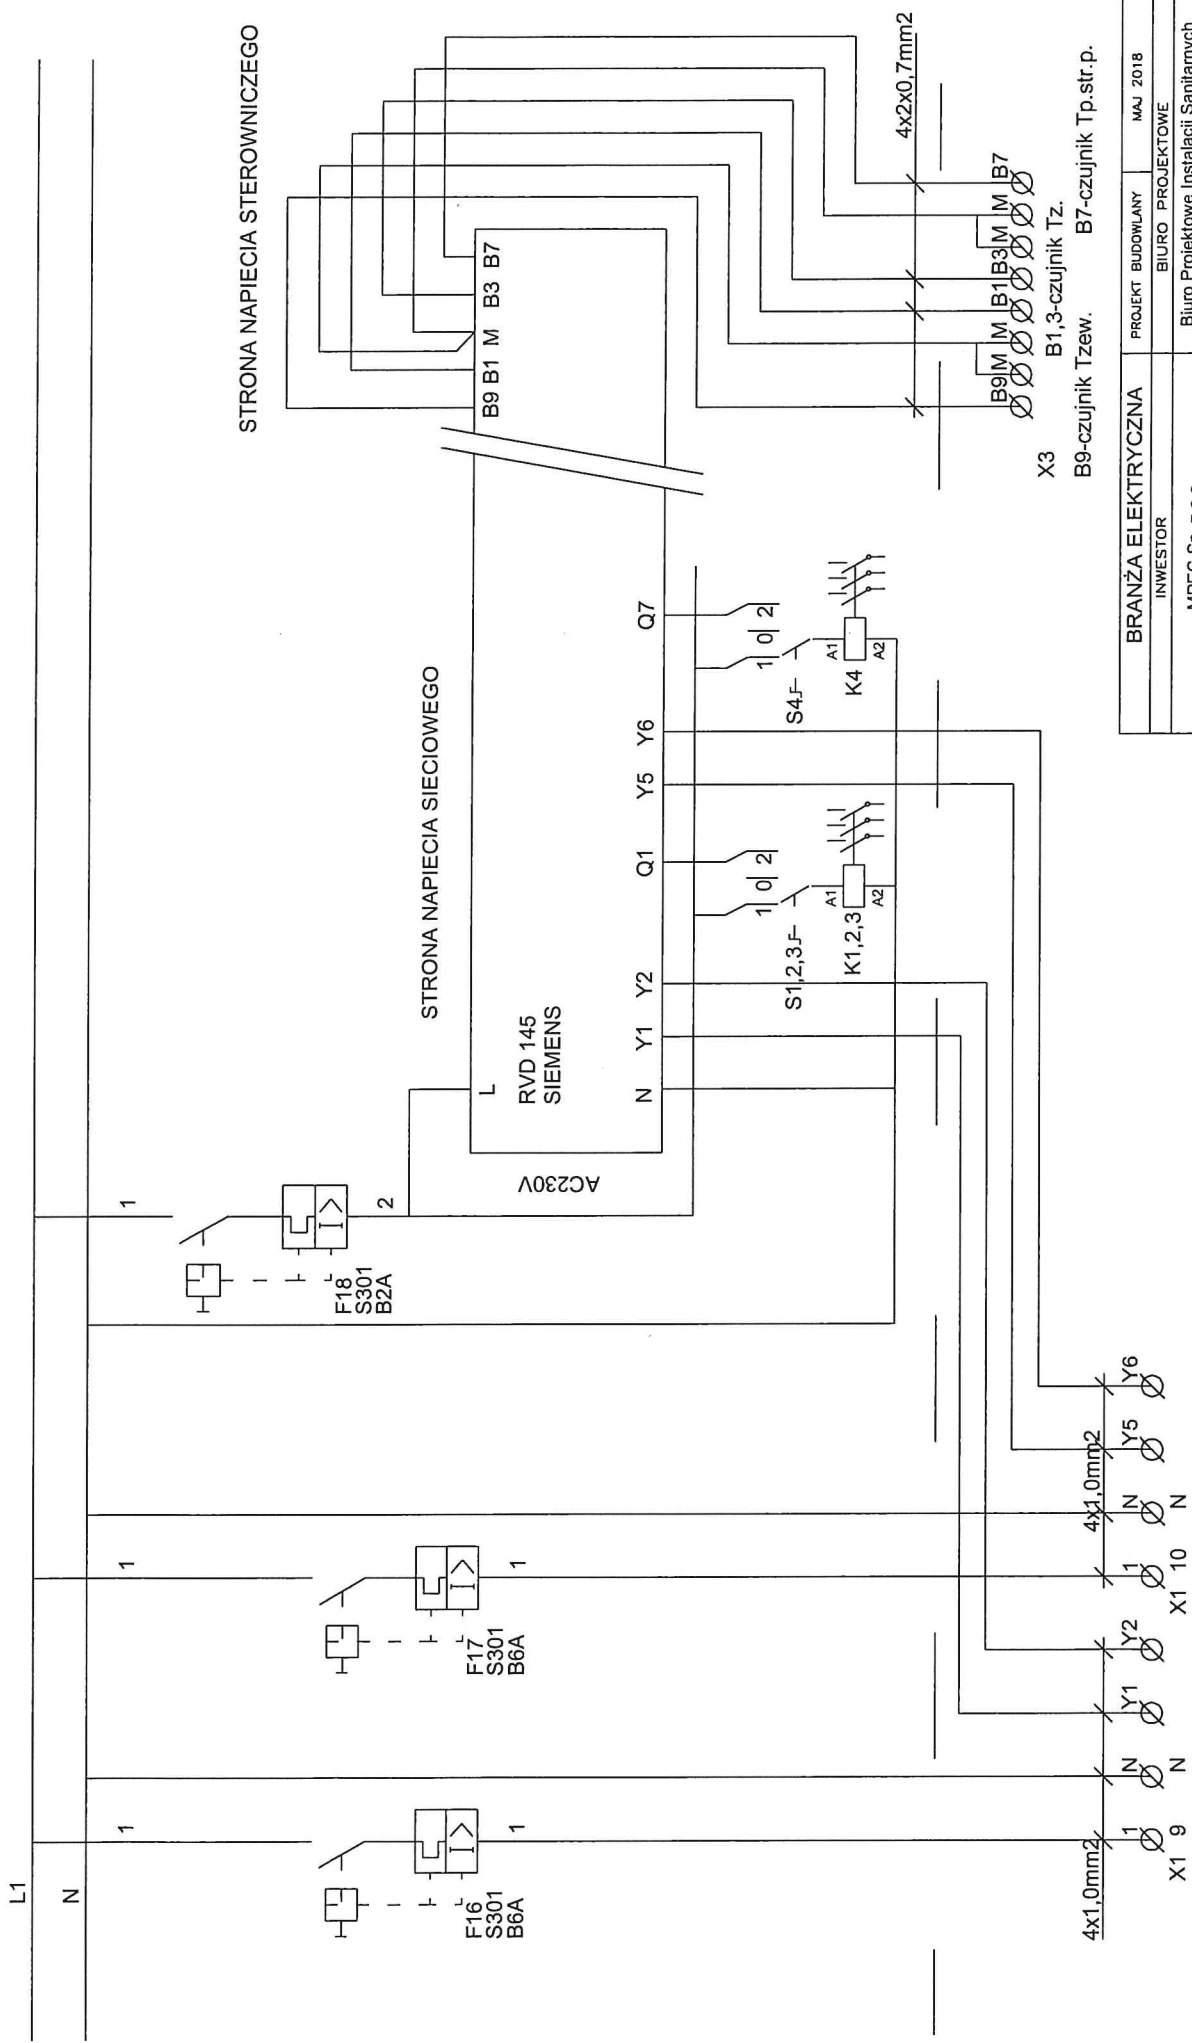 L1
N
1
1
1
F16
S301
B6A
F17
S301
B6A
F18
S301
B2A
1
1
2
STRONA NAPIECIA SIECIOWEGO
STRONA NAPIECIA STEROWNICZEGO
AC230V
L
RVD 145
SIEMENS
B9 B1 M B3 B7
N Y1 Y2 Q1 Y5 Y6 Q7
1 0 2
S1,2,3
A1
A2
K1,2,3
1 0 2
S4
A1
A2
K4
4x2x0,7mm2
B9 M M B1 B3 M M B7
X3
B1,3-czujnik Tz.
B9-czujnik Tzew.
B7-czujnik Tp.str.p.
4x1,0mm2
4x1,0mm2
1 N Y1 Y2 1 N Y5 Y6
X1 9 N X1 10 N
BRANŻA ELEKTRYCZNA
PROJEKT BUDOWLANY
MAJ 2018
INWESTOR
BIURO PROJEKTOWE
Biuro Projektowe Instalacji Sanitarnych